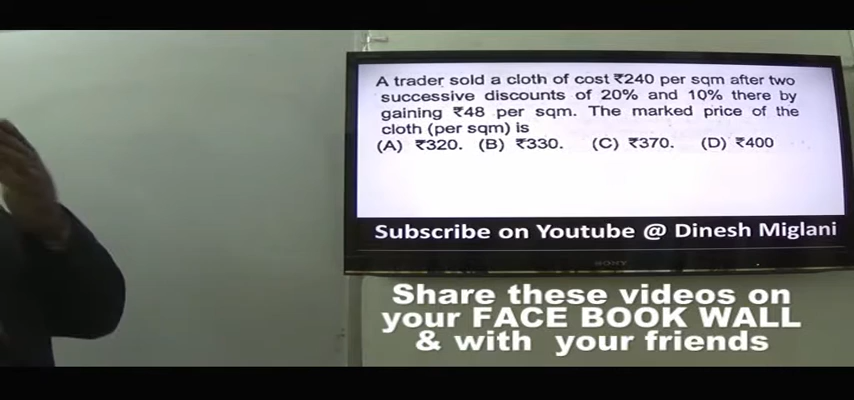 A trader sold a cloth of cost ₹240 per sqm after two
successive discounts of 20% and 10% there by
gaining ₹48 per sqm. The marked price of the
cloth (per sqm) is
(A) ₹320. (B) ₹330. (C) ₹370. (D) ₹400
Subscribe on Youtube @ Dinesh Miglani
SONY
Share these videos on
your FACE BOOK WALL
& with your friends